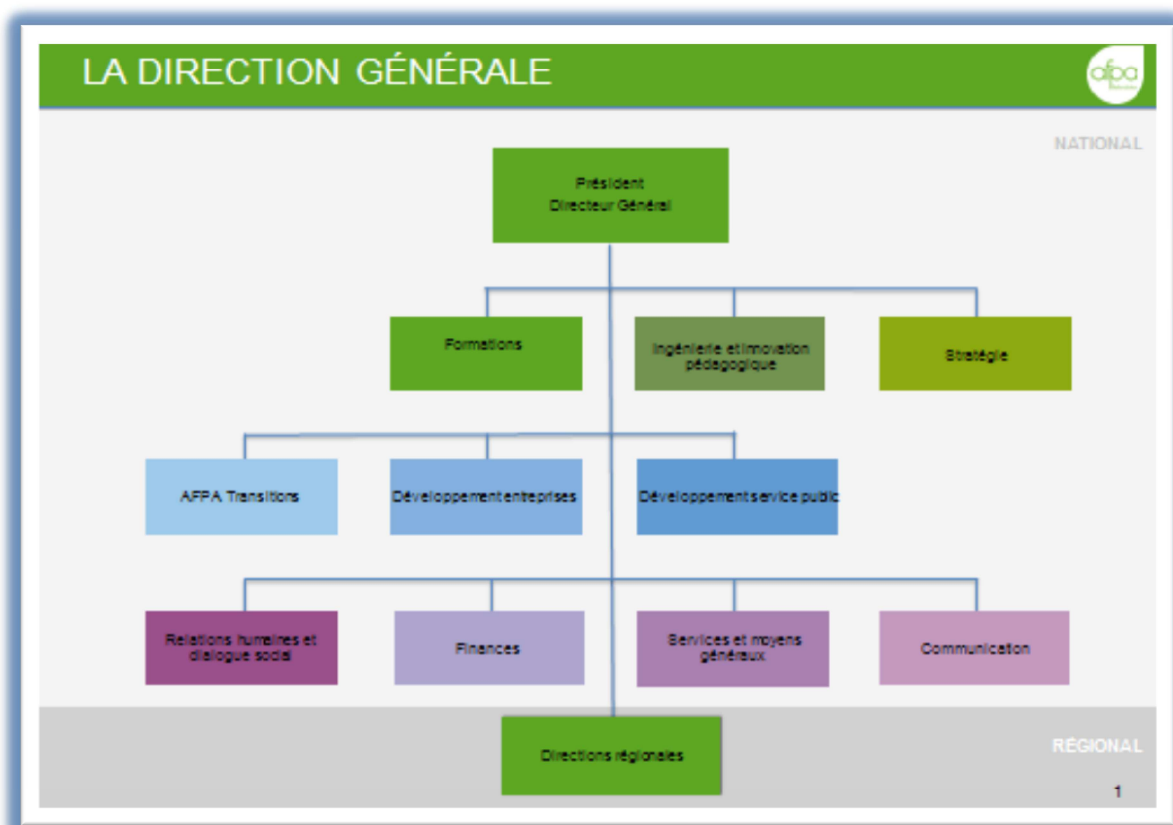 LA DIRECTION GÉNÉRALE
afpa
NATIONAL
Président
Directeur Général
Formations
Ingénierie et innovation
pédagogique
Stratégie
AFPA Transitions
Développement entreprises
Développement service public
Relations humaines et
dialogue social
Finances
Services et moyens
généraux
Communication
Directions régionales
RÉGIONAL
1